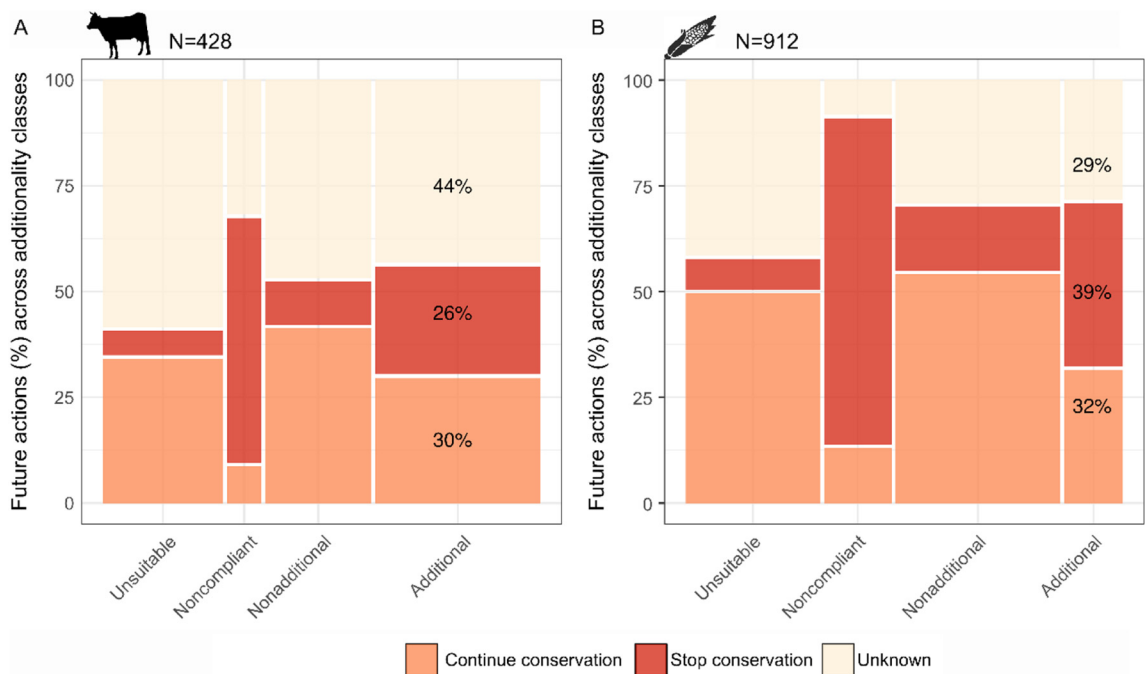 A
N=428
Future actions (%) across additionality classes
100
75
50
25
0
44%
26%
30%
Unsuitable
Noncompliant
Nonadditional
Additional
B
N=912
Future actions (%) across additionality classes
100
75
50
25
0
29%
39%
32%
Unsuitable
Noncompliant
Nonadditional
Additional
Continue conservation
Stop conservation
Unknown